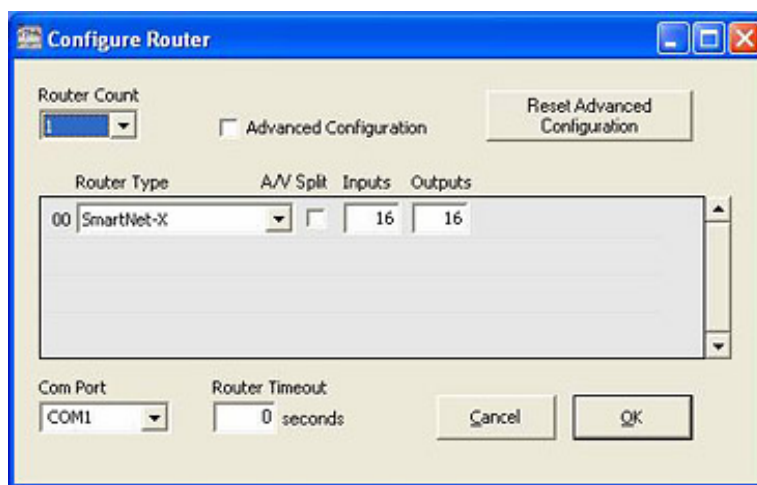 Configure Router
Router Count
1
Advanced Configuration
Reset Advanced
Configuration
Router Type A/V Split Inputs Outputs
00 SmartNet-X 16 16
Com Port Router Timeout
COM1 0 seconds Cancel OK